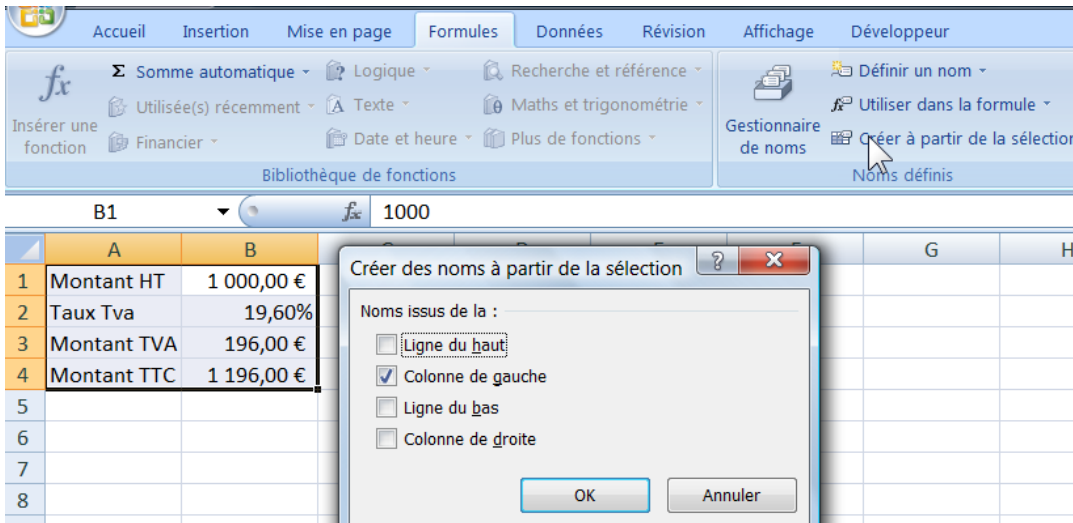 Accueil Insertion Mise en page Formules Données Révision Affichage Développeur
fx Σ Somme automatique Logique Recherche et référence Définir un nom
Utilisée(s) récemment Texte Maths et trigonométrie Utiliser dans la formule
Insérer une fonction Financier Date et heure Plus de fonctions Gestionnaire de noms Créer à partir de la sélection
Bibliothèque de fonctions Noms définis
B1 fx 1000
A B G H
1 Montant HT 1 000,00 €
2 Taux Tva 19,60%
3 Montant TVA 196,00 €
4 Montant TTC 1 196,00 €
5
6
7
8
Créer des noms à partir de la sélection ?
Noms issus de la :
Ligne du haut
Colonne de gauche
Ligne du bas
Colonne de droite
OK Annuler